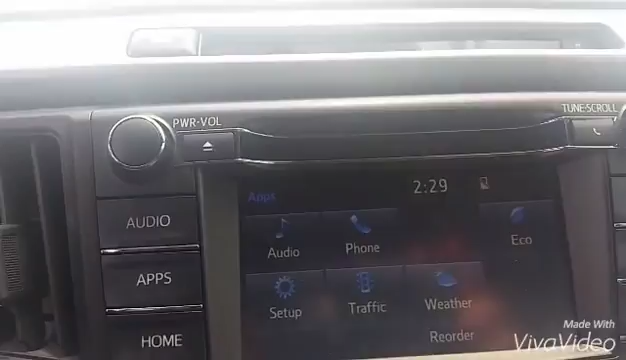 PWR•VOL
TUNE•SCROLL
Apps
2:29
AUDIO
Audio
Phone
Eco
APPS
Setup
Traffic
Weather
HOME
Reorder
Made With
VivaVideo